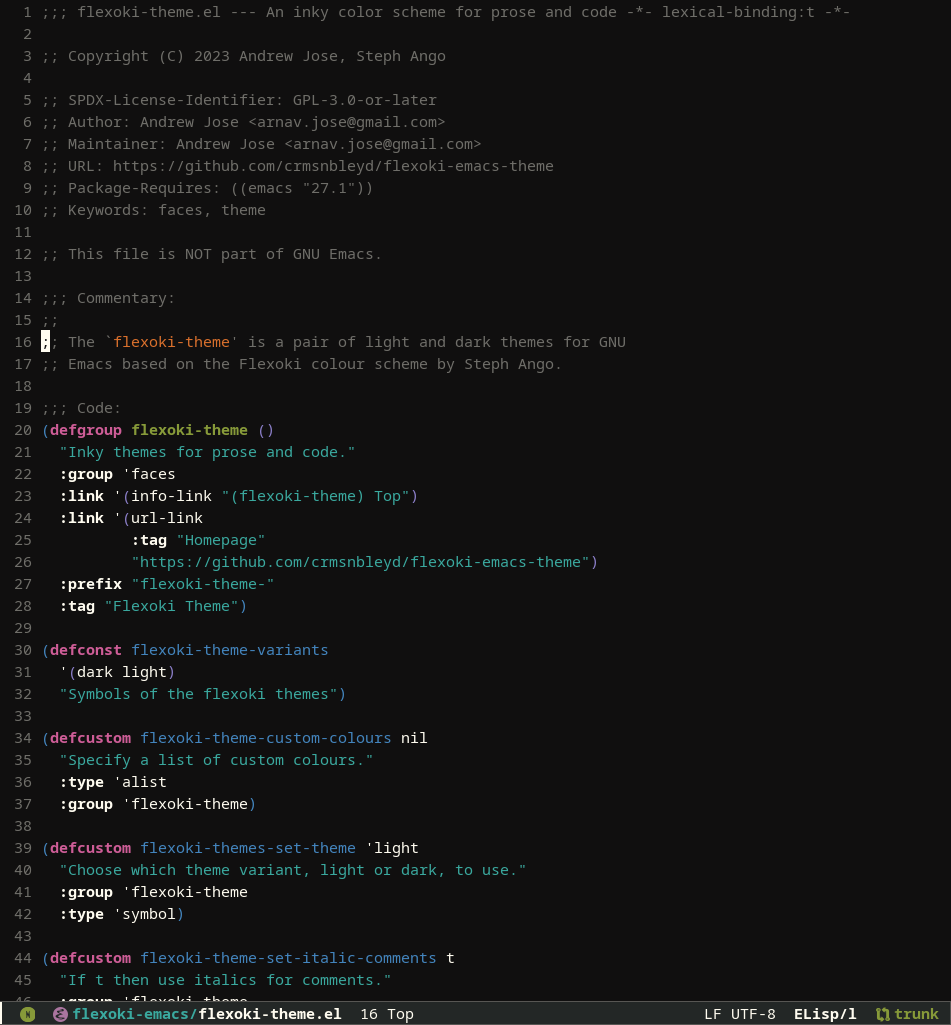 1 ;;; flexoki-theme.el --- An inky color scheme for prose and code -*- lexical-binding:t -*-
2
3 ;; Copyright (C) 2023 Andrew Jose, Steph Ango
4
5 ;; SPDX-License-Identifier: GPL-3.0-or-later
6 ;; Author: Andrew Jose <arnav.jose@gmail.com>
7 ;; Maintainer: Andrew Jose <arnav.jose@gmail.com>
8 ;; URL: https://github.com/crmsnbleyd/flexoki-emacs-theme
9 ;; Package-Requires: ((emacs "27.1"))
10 ;; Keywords: faces, theme
11
12 ;; This file is NOT part of GNU Emacs.
13
14 ;;; Commentary:
15 ;;
16 ;; The `flexoki-theme' is a pair of light and dark themes for GNU
17 ;; Emacs based on the Flexoki colour scheme by Steph Ango.
18
19 ;;; Code:
20 (defgroup flexoki-theme ()
21   "Inky themes for prose and code."
22   :group 'faces
23   :link '(info-link "(flexoki-theme) Top")
24   :link '(url-link
25           :tag "Homepage"
26           "https://github.com/crmsnbleyd/flexoki-emacs-theme")
27   :prefix "flexoki-theme-"
28   :tag "Flexoki Theme")
29
30 (defconst flexoki-theme-variants
31   '(dark light)
32   "Symbols of the flexoki themes")
33
34 (defcustom flexoki-theme-custom-colours nil
35   "Specify a list of custom colours."
36   :type 'alist
37   :group 'flexoki-theme)
38
39 (defcustom flexoki-themes-set-theme 'light
40   "Choose which theme variant, light or dark, to use."
41   :group 'flexoki-theme
42   :type 'symbol)
43
44 (defcustom flexoki-theme-set-italic-comments t
45   "If t then use italics for comments."
46   :group 'flexoki-theme
N flexoki-emacs/flexoki-theme.el 16 Top LF UTF-8 ELisp/l trunk